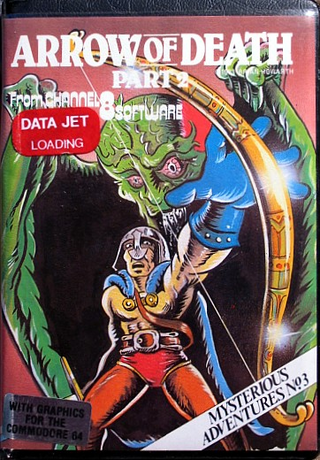 ARROW OF DEATH
PART 2
HOWARTH
FROM CHANNEL 8 SOFTWARE
DATA JET
LOADING
WITH GRAPHICS
FOR THE
COMMODORE 64
MYSTERIOUS
ADVENTURES No3